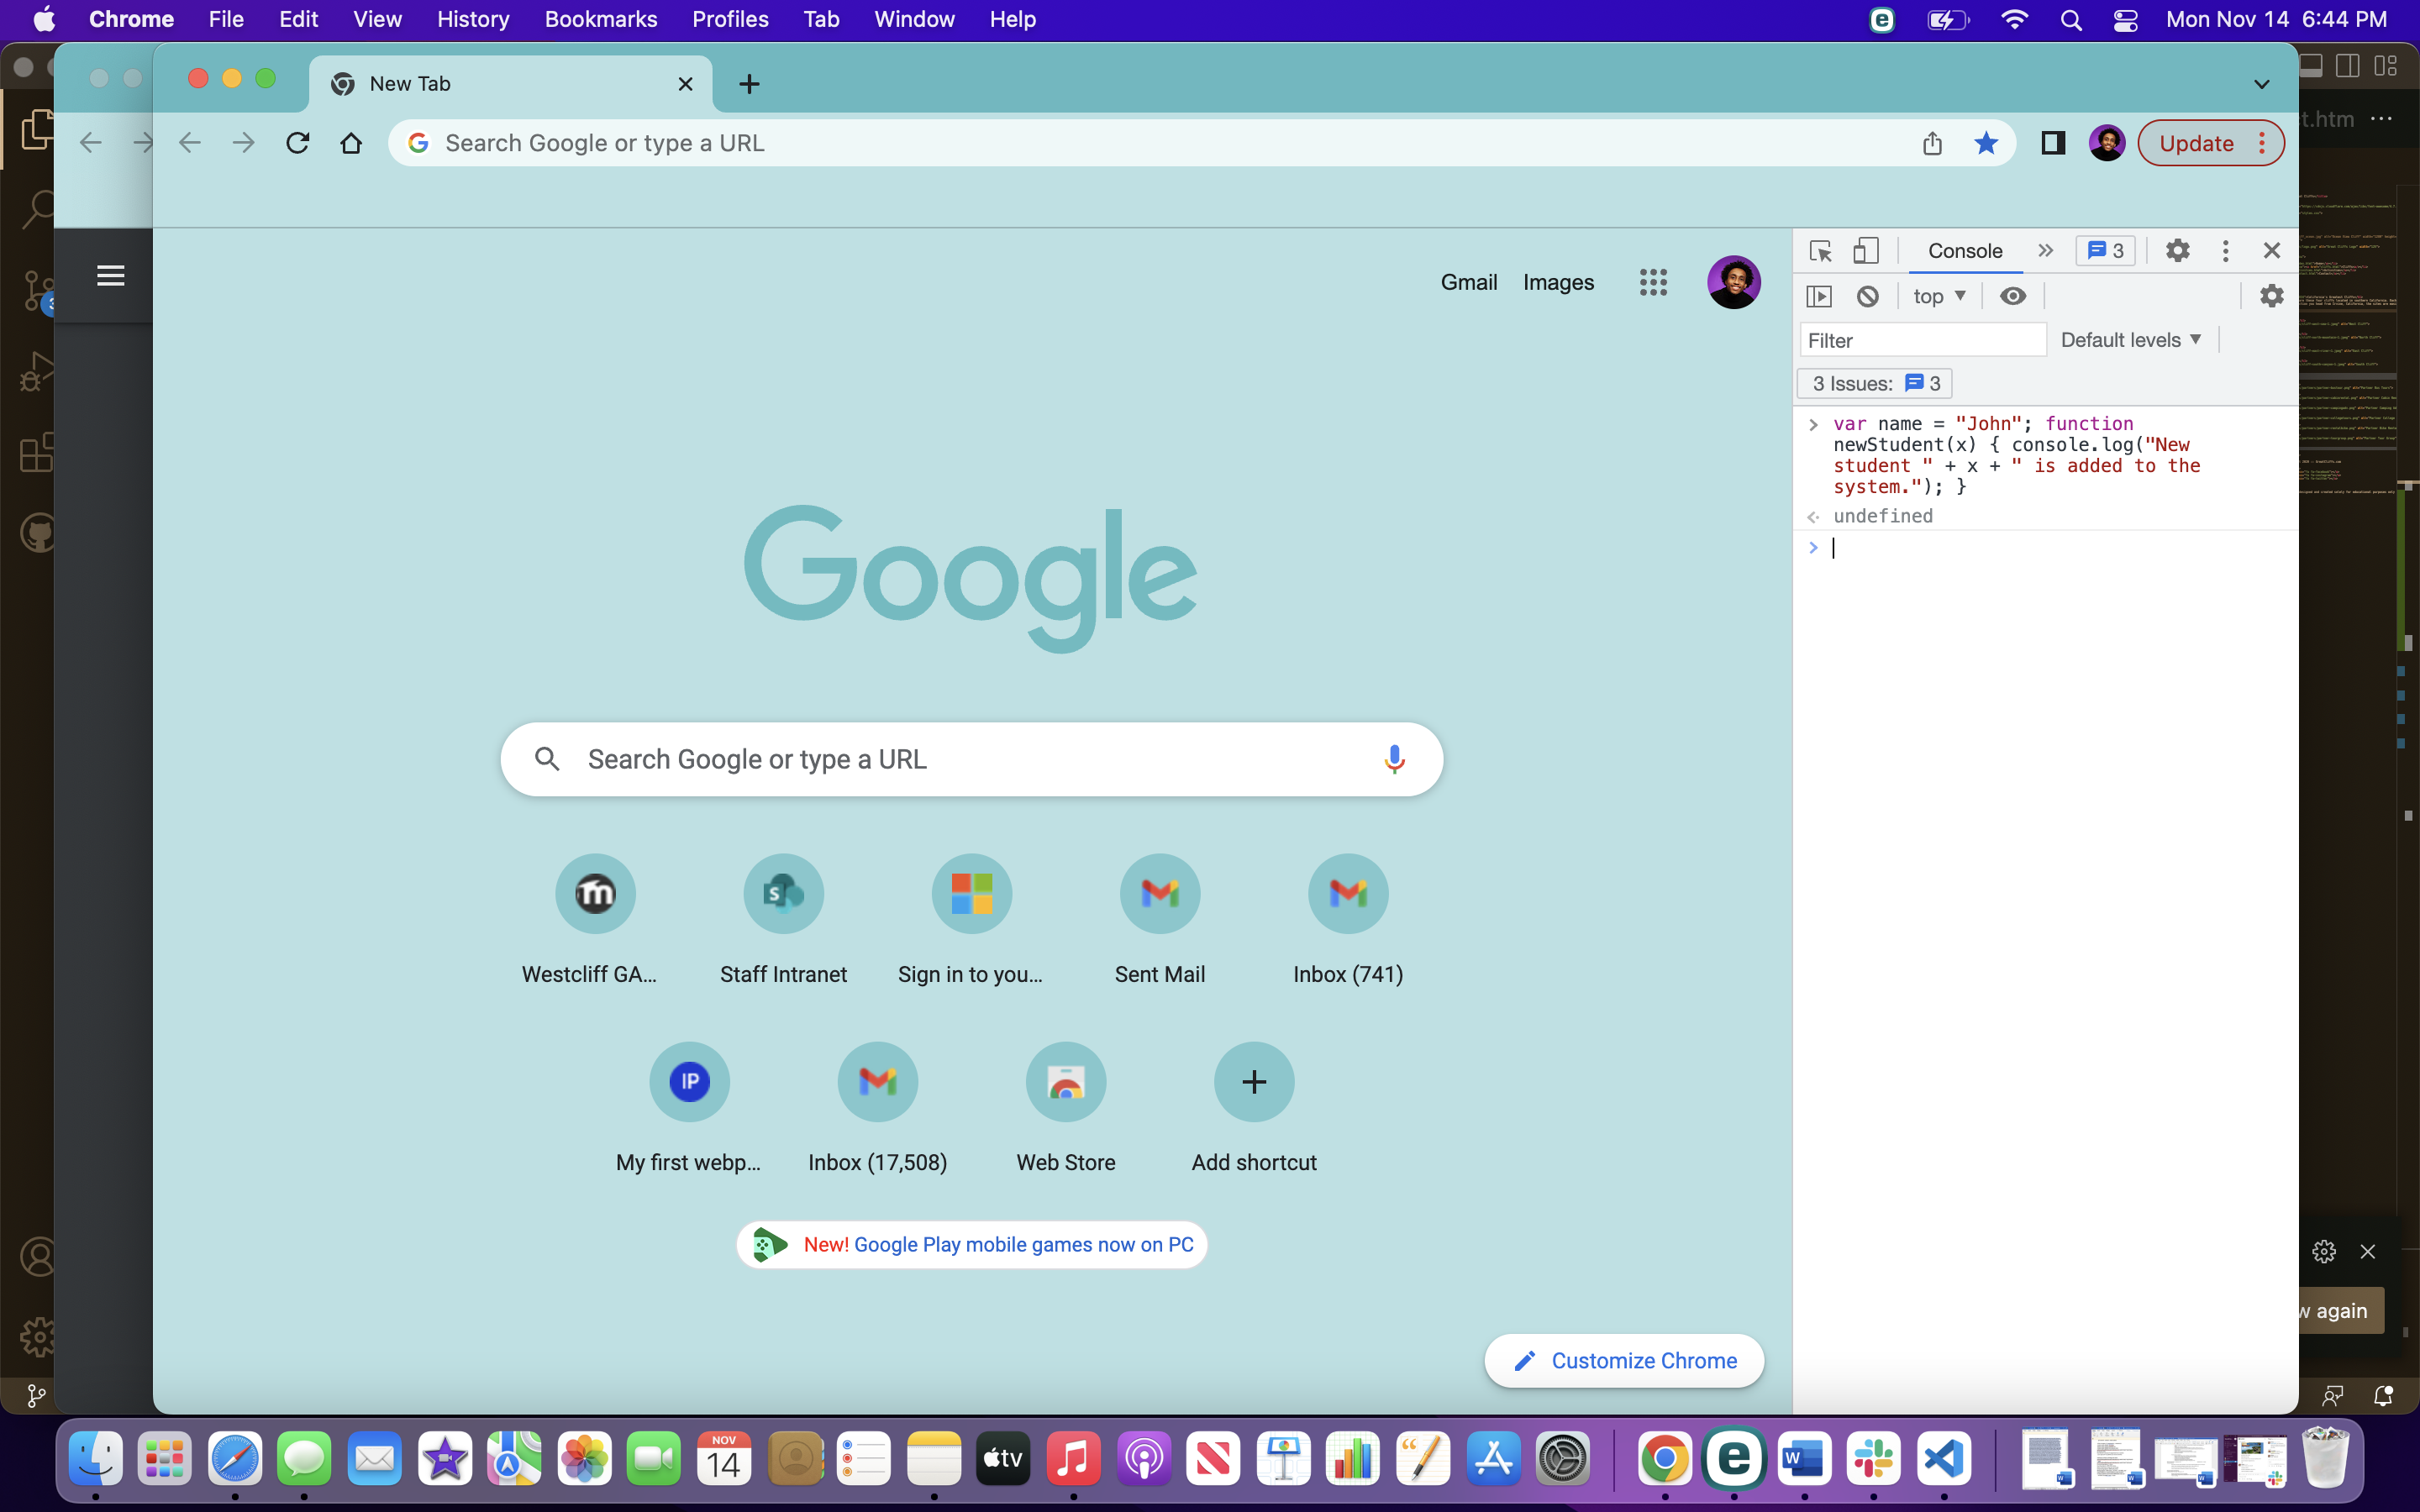 Chrome File Edit View History Bookmarks Profiles Tab Window Help
Mon Nov 14 6:44 PM
New Tab
Search Google or type a URL
Update
t.htm
Gmail Images
Console
3
top
Filter
Default levels
3 Issues: 3
var name = "John"; function
newStudent(x) { console.log("New
student " + x + " is added to the
system."); }
undefined
Google
Search Google or type a URL
Westcliff GA...
Staff Intranet
Sign in to you...
Sent Mail
Inbox (741)
IP
My first webp...
Inbox (17,508)
Web Store
Add shortcut
New! Google Play mobile games now on PC
w again
Customize Chrome
NOV
14
tv